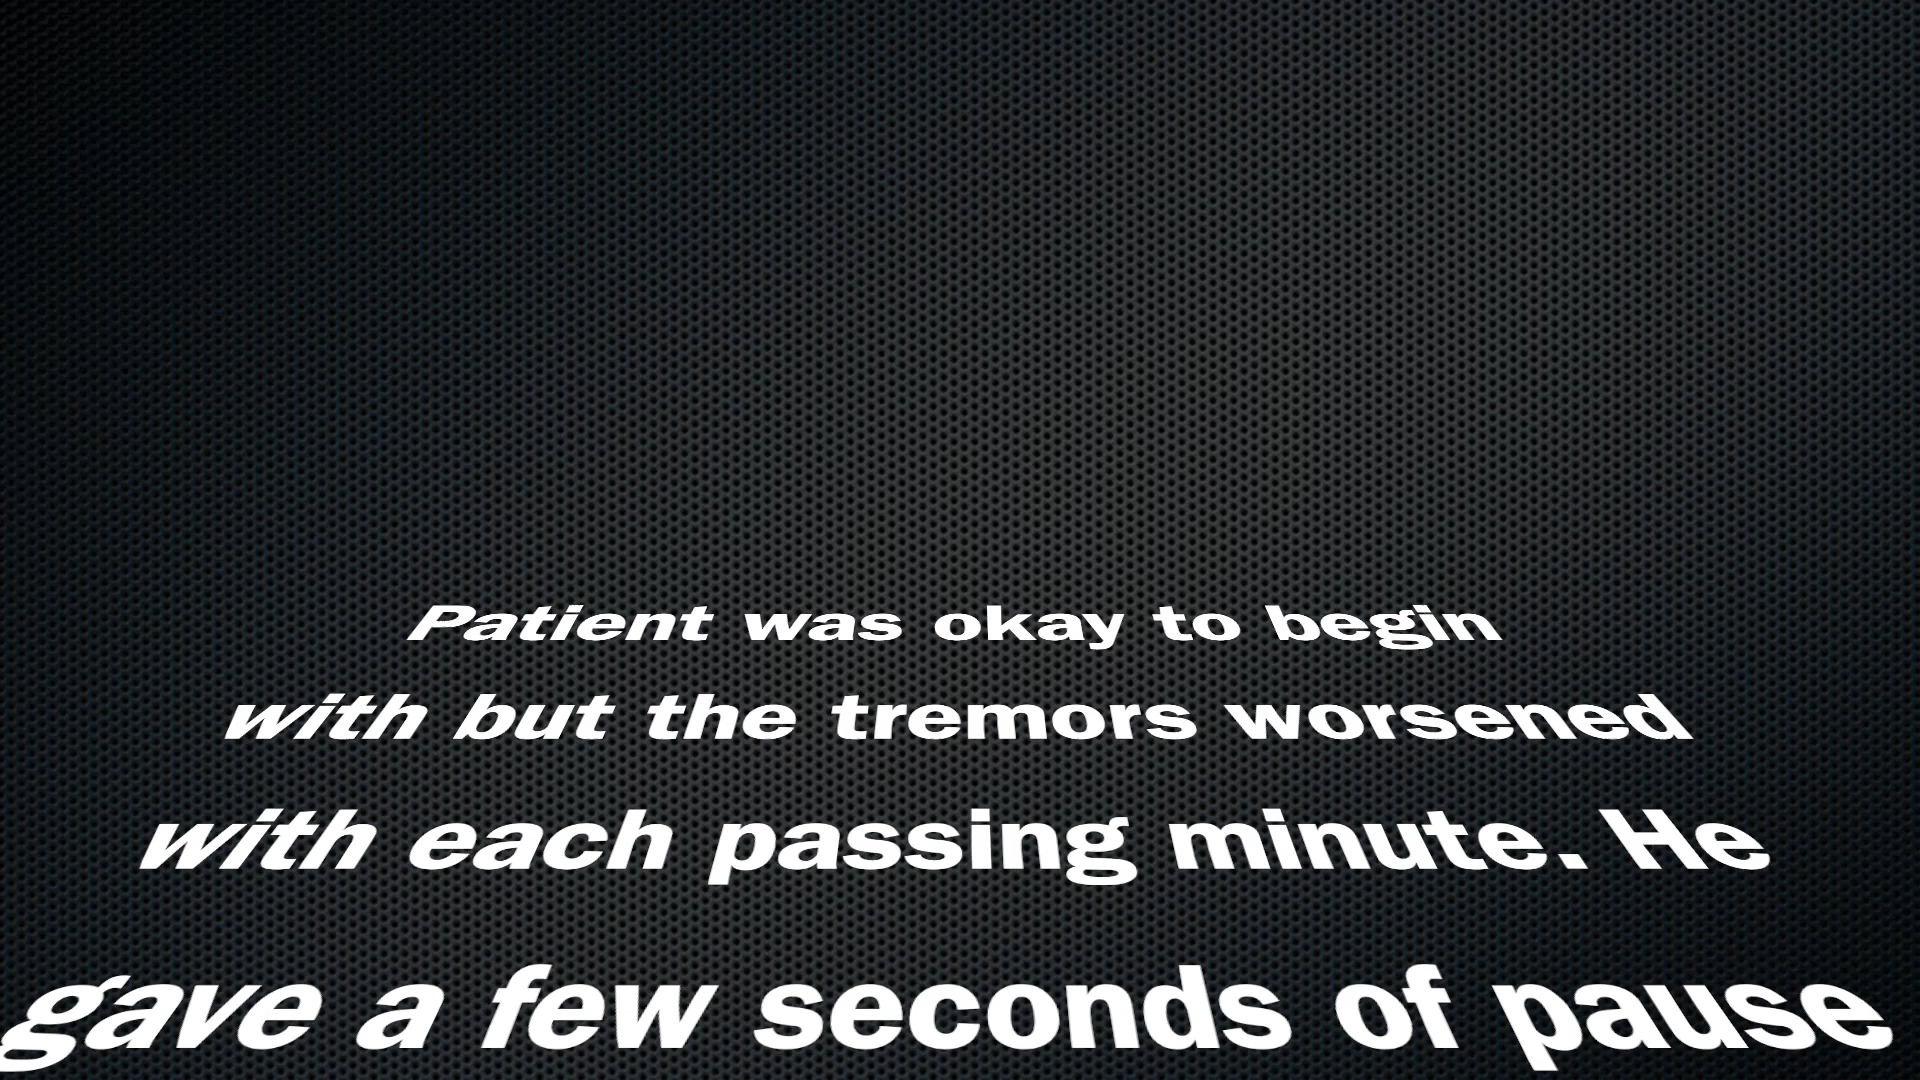 Patient was okay to begin
with but the tremors worsened
with each passing minute. He
gave a few seconds of pause